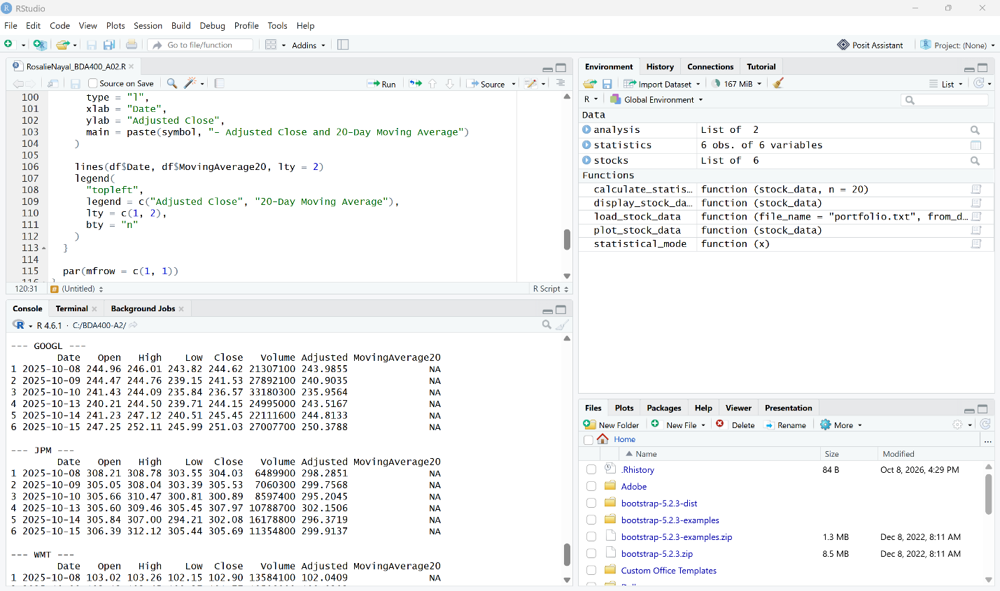 RStudio
File Edit Code View Plots Session Build Debug Profile Tools Help
Go to file/function Addins Posit Assistant Project: (None)
RosalieNayal_BDA400_A02.R
Source on Save Run Source
100 type = "l",
101 xlab = "Date",
102 ylab = "Adjusted Close",
103 main = paste(symbol, "- Adjusted Close and 20-Day Moving Average")
104 )
105
106 lines(df$Date, df$MovingAverage20, lty = 2)
107 legend(
108 "topleft",
109 legend = c("Adjusted Close", "20-Day Moving Average"),
110 lty = c(1, 2),
111 bty = "n"
112 )
113 }
114
115 par(mfrow = c(1, 1))
120:31 # (Untitled) R Script
Console Terminal Background Jobs
R 4.6.1 · C:/BDA400-A2/
--- GOOGL ---
Date Open High Low Close Volume Adjusted MovingAverage20
1 2025-10-08 244.96 246.01 243.82 244.62 21307100 243.9855 NA
2 2025-10-09 244.47 244.76 239.15 241.53 27892100 240.9035 NA
3 2025-10-10 241.43 244.09 235.84 236.57 33180300 235.9564 NA
4 2025-10-13 240.21 244.50 239.71 244.15 24995000 243.5167 NA
5 2025-10-14 241.23 247.12 240.51 245.45 22111600 244.8133 NA
6 2025-10-15 247.25 252.11 245.99 251.03 27007700 250.3788 NA
--- JPM ---
Date Open High Low Close Volume Adjusted MovingAverage20
1 2025-10-08 308.21 308.78 303.55 304.03 6489900 298.2851 NA
2 2025-10-09 305.05 308.04 303.39 305.53 7060300 299.7568 NA
3 2025-10-10 305.66 310.47 300.81 300.89 8597400 295.2045 NA
4 2025-10-13 305.60 309.46 305.45 307.97 10788700 302.1506 NA
5 2025-10-14 305.84 307.00 294.21 302.08 16178800 296.3719 NA
6 2025-10-15 306.39 312.12 305.44 305.69 11354800 299.9137 NA
--- WMT ---
Date Open High Low Close Volume Adjusted MovingAverage20
1 2025-10-08 103.02 103.26 102.15 102.90 13584100 102.0409 NA
Environment History Connections Tutorial
Import Dataset 167 MiB List
R Global Environment
Data
analysis List of 2
statistics 6 obs. of 6 variables
stocks List of 6
Functions
calculate_statis… function (stock_data, n = 20)
display_stock_da… function (stock_data)
load_stock_data function (file_name = "portfolio.txt", from_d…
plot_stock_data function (stock_data)
statistical_mode function (x)
Files Plots Packages Help Viewer Presentation
New Folder New File Delete Rename More
Home ...
Name Size Modified
.Rhistory 84 B Oct 8, 2026, 4:29 PM
Adobe
bootstrap-5.2.3-dist
bootstrap-5.2.3-examples
bootstrap-5.2.3-examples.zip 1.3 MB Dec 8, 2022, 8:11 AM
bootstrap-5.2.3.zip 8.5 MB Dec 8, 2022, 8:11 AM
Custom Office Templates